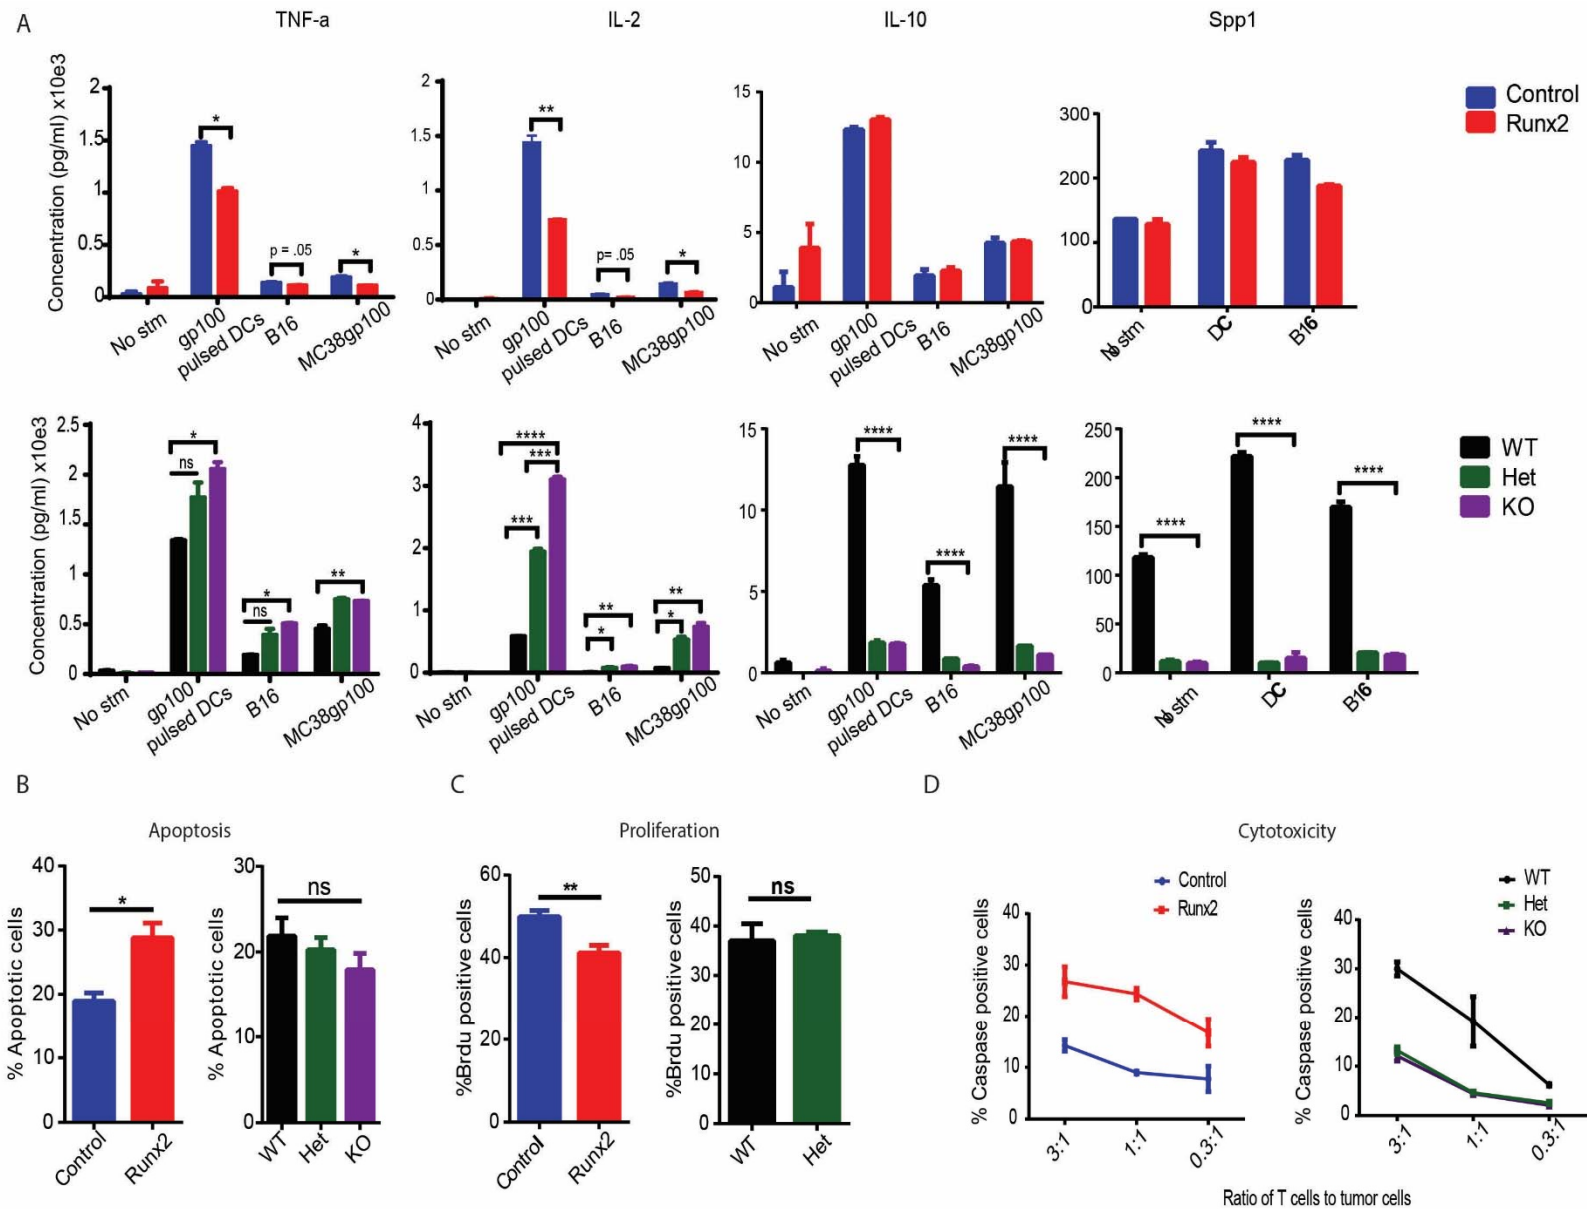 A
TNF-a
IL-2
IL-10
Spp1
Control
Runx2
Concentration (pg/ml) x10e3
2
1.5
1
0.5
0
*
p = .05
*
No stm
gp100
pulsed DCs
B16
MC38gp100
2
1.5
1
0.5
0
**
p= .05
*
No stm
gp100
pulsed DCs
B16
MC38gp100
15
10
5
0
No stm
gp100
pulsed DCs
B16
MC38gp100
300
200
100
0
No stm
DC
B16
WT
Het
KO
Concentration (pg/ml) x10e3
2.5
2
1.5
1
0.5
0
*
ns
*
ns
**
No stm
gp100
pulsed DCs
B16
MC38gp100
4
3
2
1
0
****
***
***
**
*
**
*
No stm
gp100
pulsed DCs
B16
MC38gp100
15
10
5
0
****
****
****
No stm
gp100
pulsed DCs
B16
MC38gp100
250
200
150
100
50
0
****
****
****
No stm
DC
B16
B
Apoptosis
% Apoptotic cells
40
30
20
10
0
*
Control
Runx2
% Apoptotic cells
30
20
10
0
ns
WT
Het
KO
C
Proliferation
%Brdu positive cells
60
40
20
0
**
Control
Runx2
%Brdu positive cells
50
40
30
20
10
0
ns
WT
Het
D
Cytotoxicity
Control
Runx2
% Caspase positive cells
40
30
20
10
0
3:1
1:1
0.3:1
WT
Het
KO
% Caspase positive cells
40
30
20
10
0
3:1
1:1
0.3:1
Ratio of T cells to tumor cells